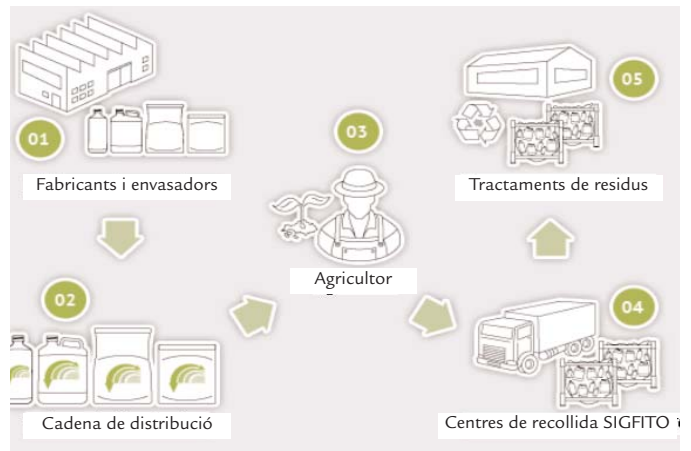 01
Fabricants i envasadors
02
Cadena de distribució
03
Agricultor
04
Centres de recollida SIGFITO
05
Tractaments de residus